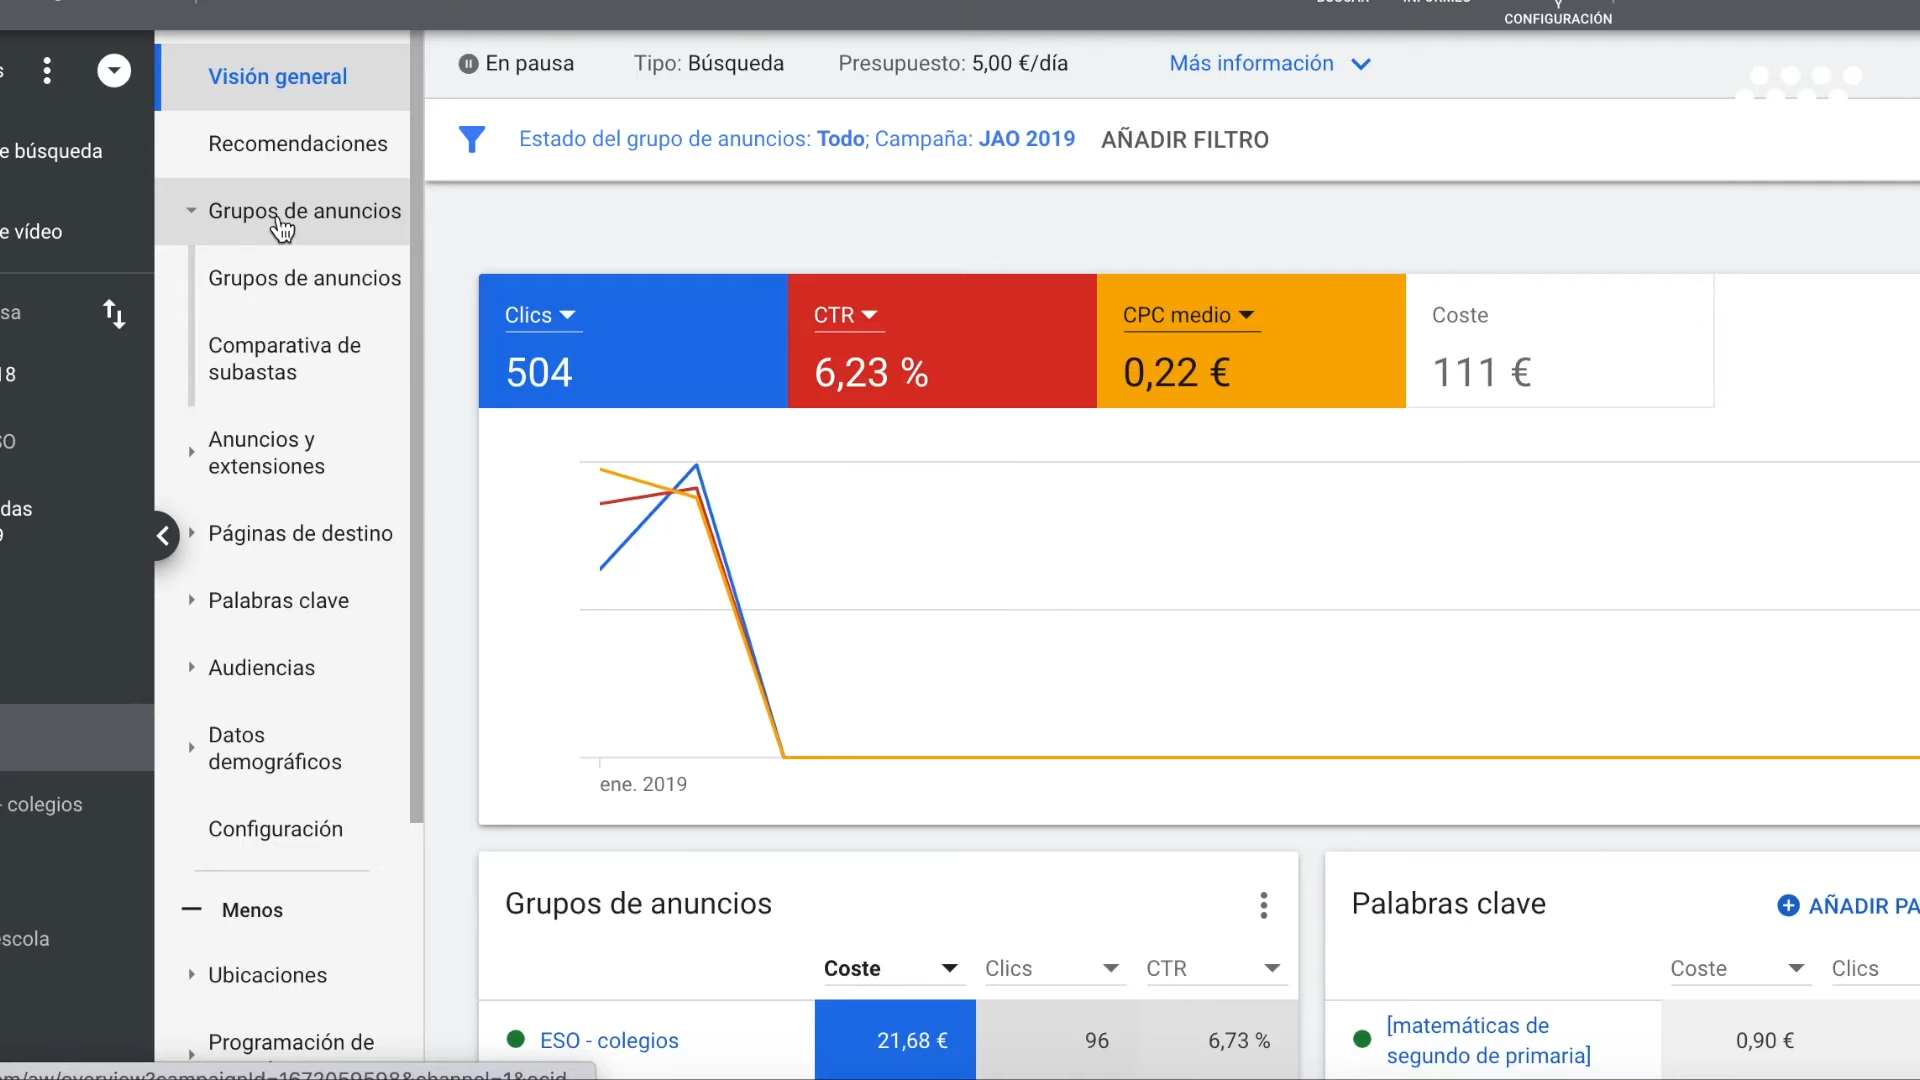 CONFIGURACIÓN
En pausa
Tipo: Búsqueda
Presupuesto: 5,00 €/día
Más información
Estado del grupo de anuncios: Todo; Campaña: JAO 2019
AÑADIR FILTRO
e búsqueda
e vídeo
sa
18
SO
das
9
- colegios
escola
Visión general
Recomendaciones
Grupos de anuncios
Grupos de anuncios
Comparativa de
subastas
Anuncios y
extensiones
Páginas de destino
Palabras clave
Audiencias
Datos
demográficos
Configuración
Menos
Ubicaciones
Programación de
Clics
504
CTR
6,23 %
CPC medio
0,22 €
Coste
111 €
ene. 2019
Grupos de anuncios
Coste
Clics
CTR
ESO - colegios
21,68 €
96
6,73 %
Palabras clave
AÑADIR PA
Coste
Clics
[matemáticas de
segundo de primaria]
0,90 €